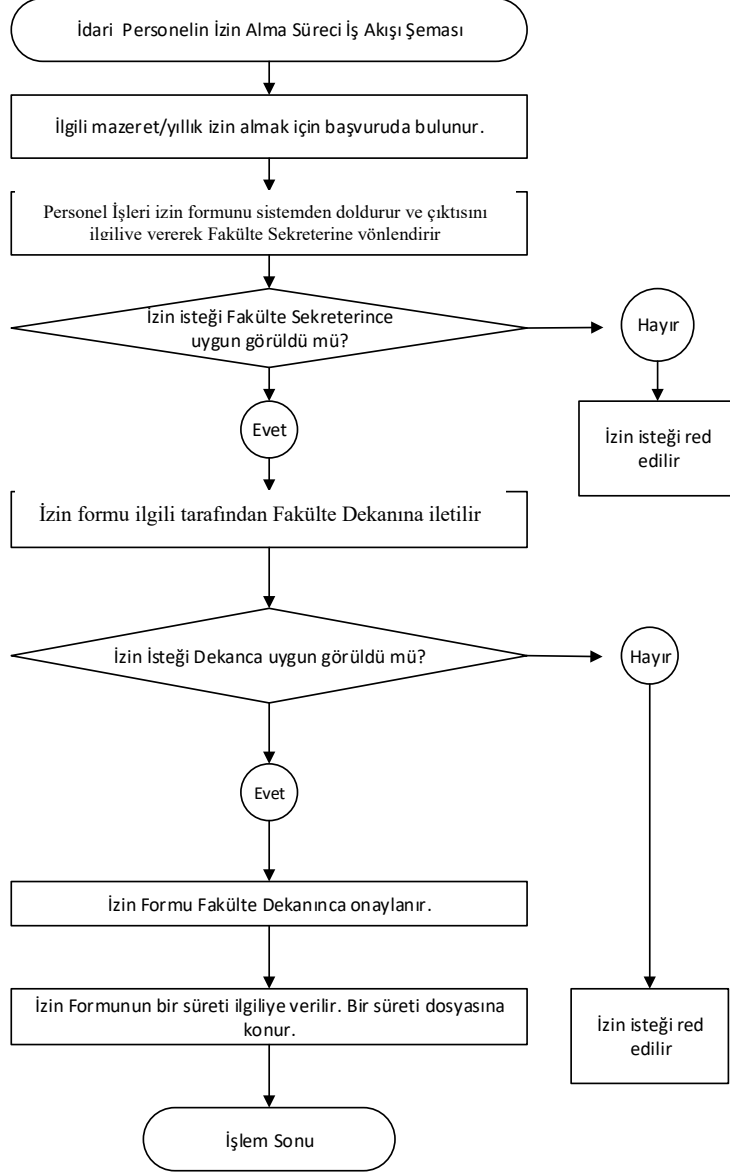 İdari Personelin İzin Alma Süreci İş Akışı Şeması
İlgili mazeret/yıllık izin almak için başvuruda bulunur.
Personel İşleri izin formunu sistemden doldurur ve çıktısını
ilgiliye vererek Fakülte Sekreterine yönlendirir
İzin isteği Fakülte Sekreterince
uygun görüldü mü?
Hayır
Evet
İzin isteği red
edilir
İzin formu ilgili tarafından Fakülte Dekanına iletilir
İzin İsteği Dekanca uygun görüldü mü?
Hayır
Evet
İzin Formu Fakülte Dekanınca onaylanır.
İzin Formunun bir süreti ilgiliye verilir. Bir süreti dosyasına
konur.
İzin isteği red
edilir
İşlem Sonu